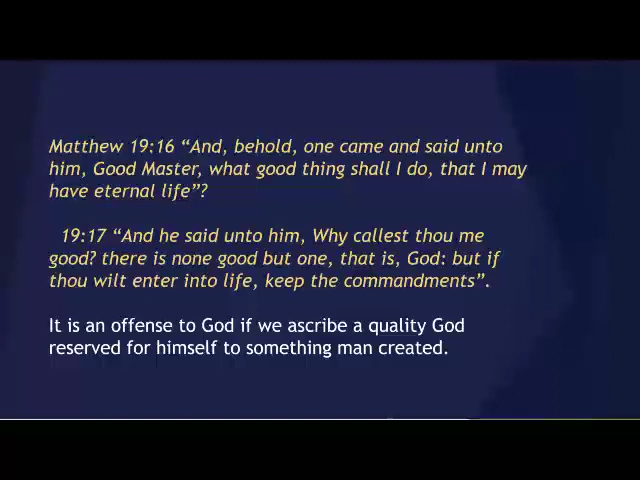 Matthew 19:16 “And, behold, one came and said unto
him, Good Master, what good thing shall I do, that I may
have eternal life”?
19:17 “And he said unto him, Why callest thou me
good? there is none good but one, that is, God: but if
thou wilt enter into life, keep the commandments”.
It is an offense to God if we ascribe a quality God
reserved for himself to something man created.